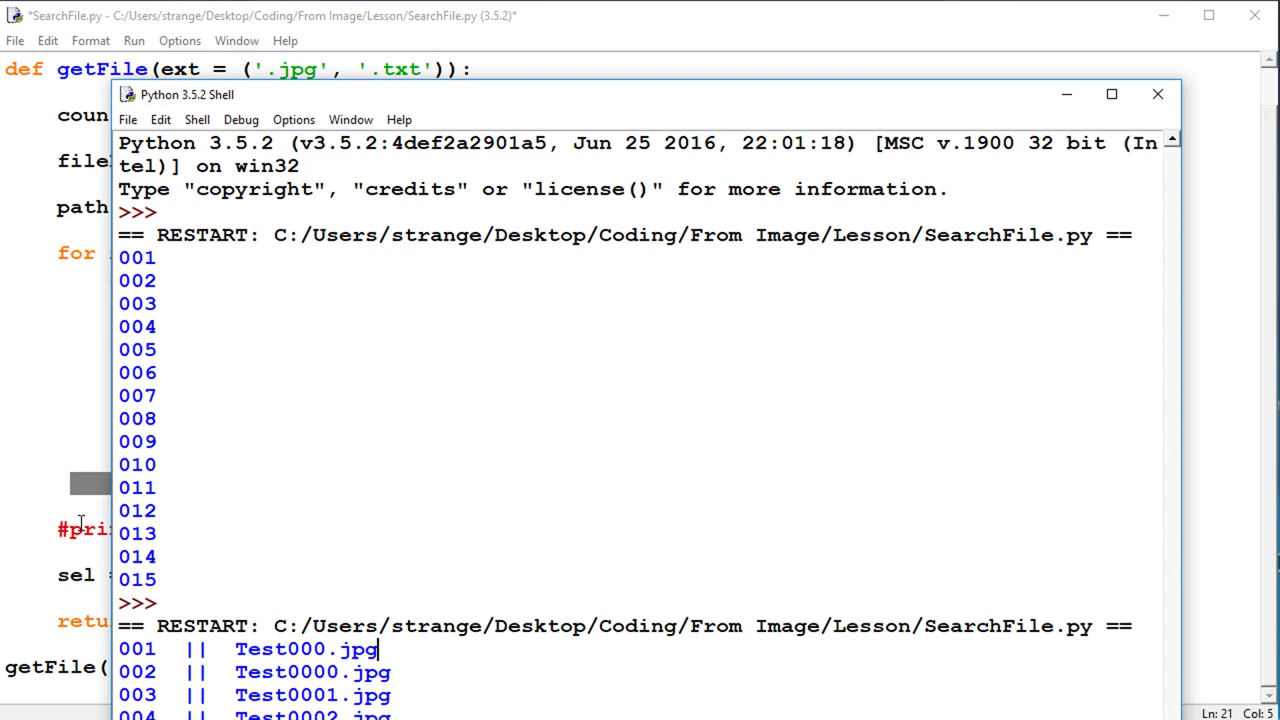 *SearchFile.py - C:/Users/strange/Desktop/Coding/From Image/Lesson/SearchFile.py (3.5.2)*
File Edit Format Run Options Window Help
def getFile(ext = ('.jpg', '.txt')):
coun
file
path
for
#pri
sel =
retu
getFile(
Python 3.5.2 Shell
File Edit Shell Debug Options Window Help
Python 3.5.2 (v3.5.2:4def2a2901a5, Jun 25 2016, 22:01:18) [MSC v.1900 32 bit (In
tel)] on win32
Type "copyright", "credits" or "license()" for more information.
>>>
== RESTART: C:/Users/strange/Desktop/Coding/From Image/Lesson/SearchFile.py ==
001
002
003
004
005
006
007
008
009
010
011
012
013
014
015
>>>
== RESTART: C:/Users/strange/Desktop/Coding/From Image/Lesson/SearchFile.py ==
001 || Test000.jpg
002 || Test0000.jpg
003 || Test0001.jpg
004 || Test0002.jpg
Ln: 21 Col: 5